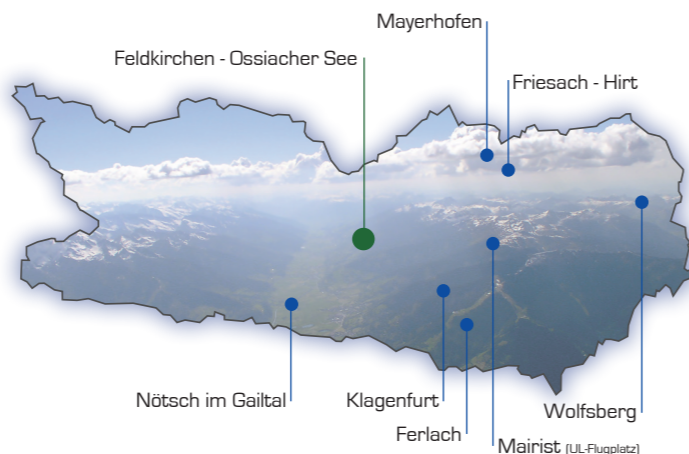 Mayerhofen
Feldkirchen - Ossiacher See
Friesach - Hirt
Nötsch im Gailtal
Klagenfurt
Wolfsberg
Ferlach
Mairist (UL-Flugplatz)